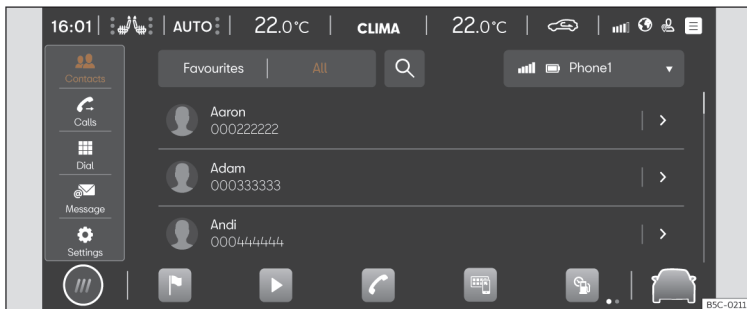 16:01 AUTO 22.0°C CLIMA 22.0°C
Contacts
Calls
Dial
@
Message
Settings
Favourites All
Phone1
Aaron
000222222
Adam
000333333
Andi
000444444
B5C-0211